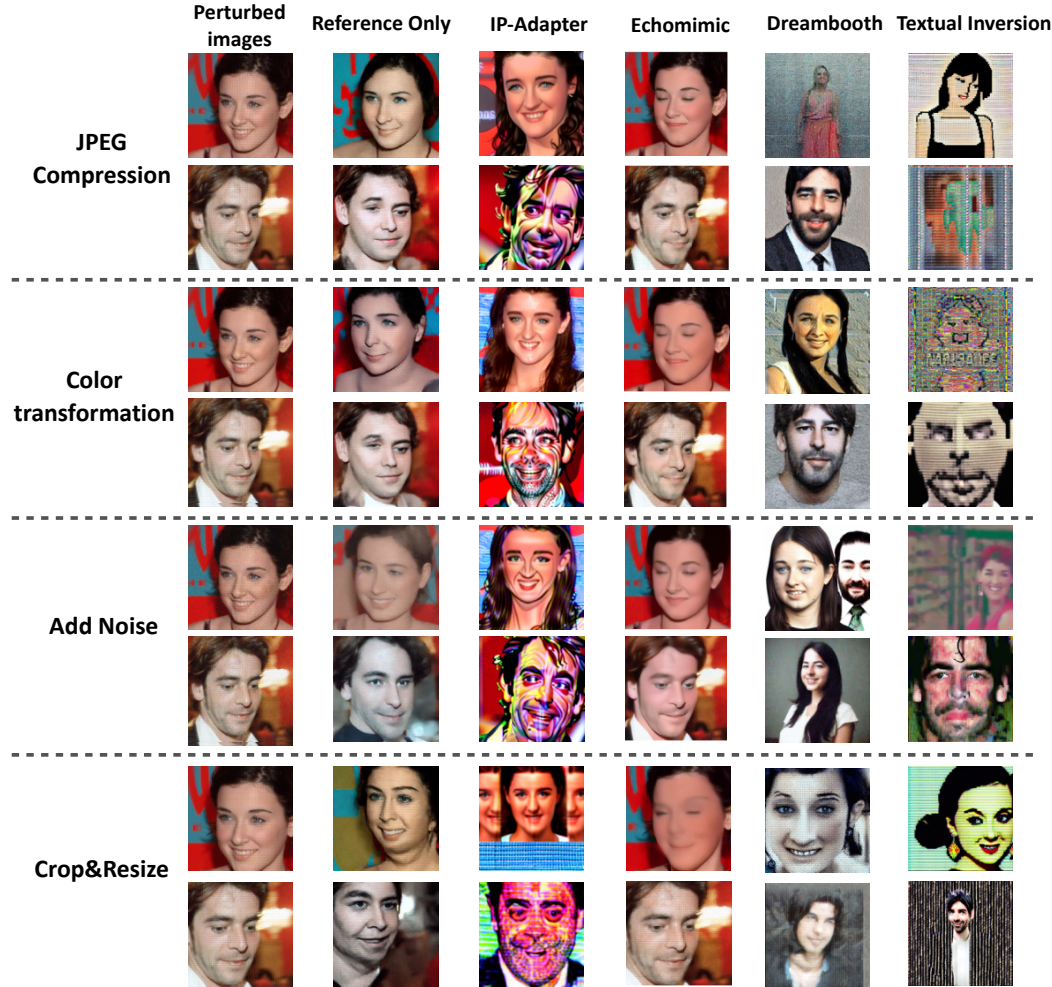 Perturbed
images
Reference Only
IP-Adapter
Echomimic
Dreambooth
Textual Inversion
JPEG
Compression
Color
transformation
Add Noise
Crop&Resize